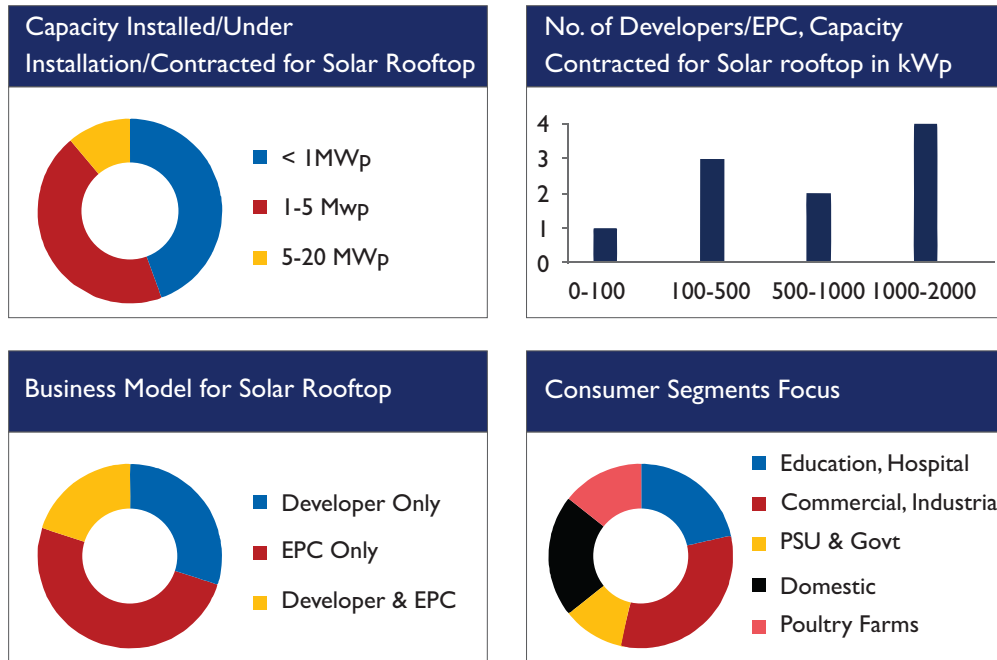 Capacity Installed/Under
Installation/Contracted for Solar Rooftop
< 1MWp
1-5 Mwp
5-20 MWp
No. of Developers/EPC, Capacity
Contracted for Solar rooftop in kWp
4
3
2
1
0
0-100 100-500 500-1000 1000-2000
Business Model for Solar Rooftop
Developer Only
EPC Only
Developer & EPC
Consumer Segments Focus
Education, Hospital
Commercial, Industria
PSU & Govt
Domestic
Poultry Farms